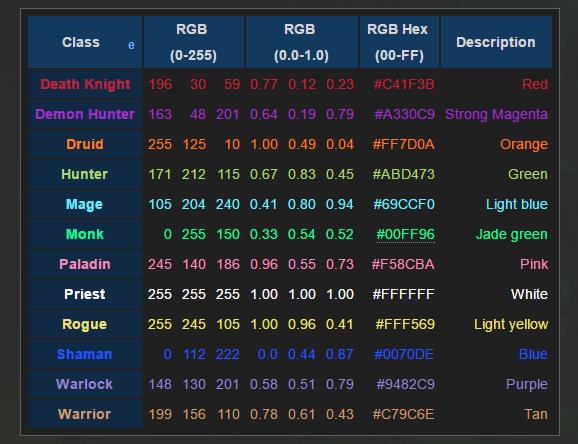 Class e RGB (0-255) RGB (0.0-1.0) RGB Hex (00-FF) Description
Death Knight 196 30 59 0.77 0.12 0.23 #C41F3B Red
Demon Hunter 163 48 201 0.64 0.19 0.79 #A330C9 Strong Magenta
Druid 255 125 10 1.00 0.49 0.04 #FF7D0A Orange
Hunter 171 212 115 0.67 0.83 0.45 #ABD473 Green
Mage 105 204 240 0.41 0.80 0.94 #69CCF0 Light blue
Monk 0 255 150 0.33 0.54 0.52 #00FF96 Jade green
Paladin 245 140 186 0.96 0.55 0.73 #F58CBA Pink
Priest 255 255 255 1.00 1.00 1.00 #FFFFFF White
Rogue 255 245 105 1.00 0.96 0.41 #FFF569 Light yellow
Shaman 0 112 222 0.0 0.44 0.87 #0070DE Blue
Warlock 148 130 201 0.58 0.51 0.79 #9482C9 Purple
Warrior 199 156 110 0.78 0.61 0.43 #C79C6E Tan